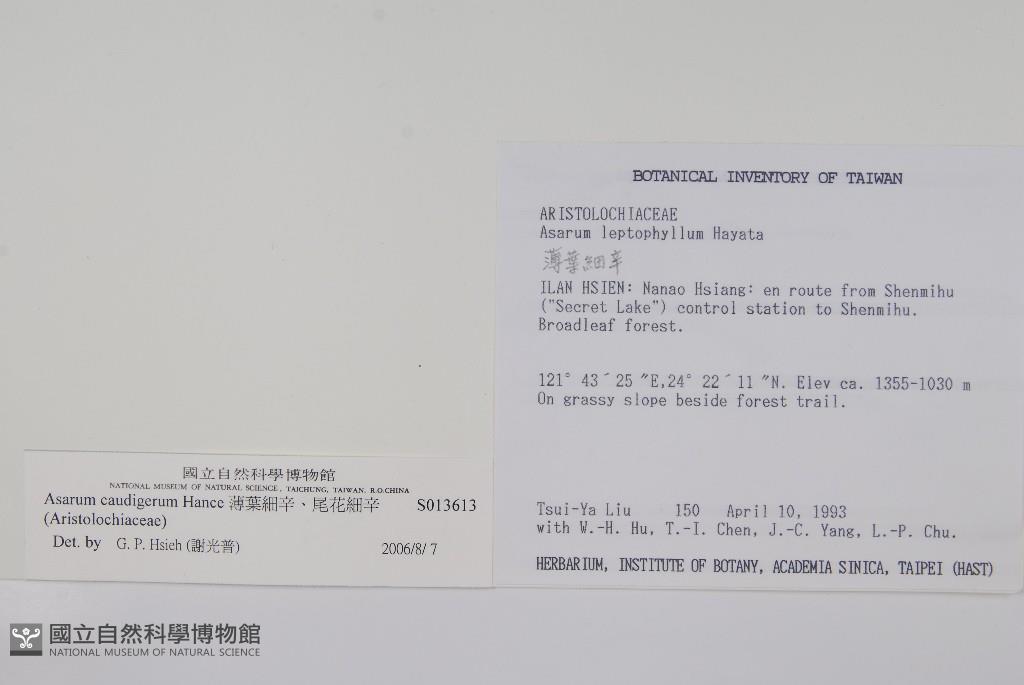 BOTANICAL INVENTORY OF TAIWAN
ARISTOLOCHIACEAE
Asarum leptophyllum Hayata
薄葉細辛
ILAN HSIEN: Nanao Hsiang: en route from Shenmihu
("Secret Lake") control station to Shenmihu.
Broadleaf forest.
121° 43´25 ″E,24° 22´11 ″N. Elev ca. 1355-1030 m
On grassy slope beside forest trail.
Tsui-Ya Liu 150 April 10, 1993
with W.-H. Hu, T.-I. Chen, J.-C. Yang, L.-P. Chu.
HERBARIUM, INSTITUTE OF BOTANY, ACADEMIA SINICA, TAIPEI (HAST)
國立自然科學博物館
NATIONAL MUSEUM OF NATURAL SCIENCE, TAICHUNG, TAIWAN. R.O.CHINA
Asarum caudigerum Hance 薄葉細辛、尾花細辛 S013613
(Aristolochiaceae)
Det. by G. P. Hsieh (謝光普) 2006/8/ 7
國立自然科學博物館
NATIONAL MUSEUM OF NATURAL SCIENCE